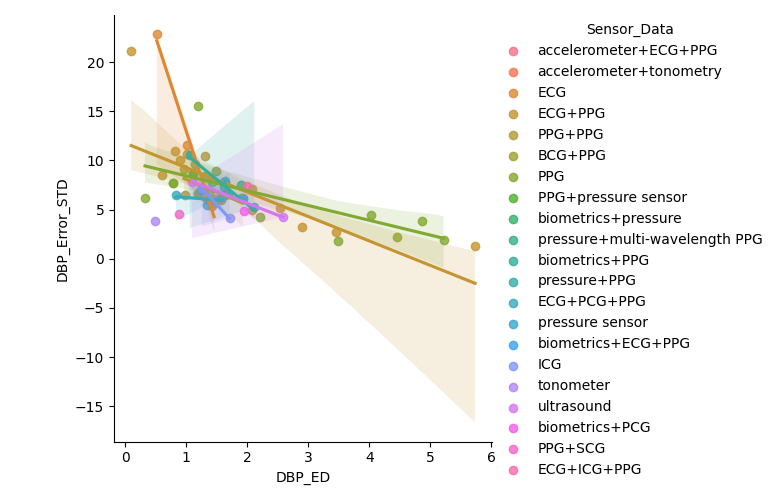 Sensor_Data
accelerometer+ECG+PPG
accelerometer+tonometry
ECG
ECG+PPG
PPG+PPG
BCG+PPG
PPG
PPG+pressure sensor
biometrics+pressure
pressure+multi-wavelength PPG
biometrics+PPG
pressure+PPG
ECG+PCG+PPG
pressure sensor
biometrics+ECG+PPG
ICG
tonometer
ultrasound
biometrics+PCG
PPG+SCG
ECG+ICG+PPG
DBP_Error_STD
20
15
10
5
0
−5
−10
−15
0 1 2 3 4 5 6
DBP_ED